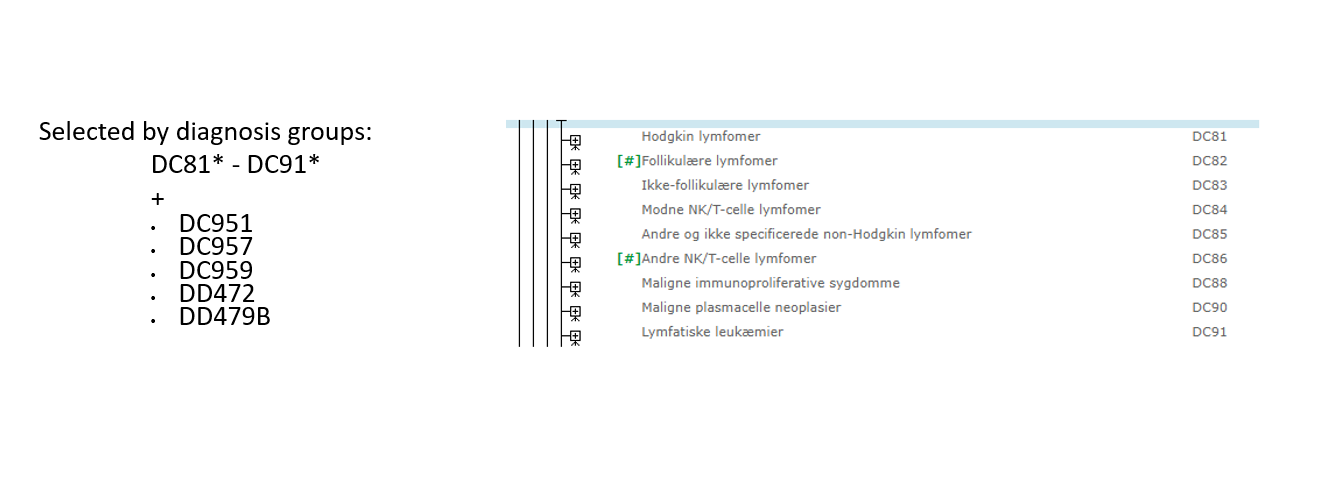 Selected by diagnosis groups:
DC81* - DC91*
+
• DC951
• DC957
• DC959
• DD472
• DD479B
Hodgkin lymfomer DC81
[#]Follikulære lymfomer DC82
Ikke-follikulære lymfomer DC83
Modne NK/T-celle lymfomer DC84
Andre og ikke specificerede non-Hodgkin lymfomer DC85
[#]Andre NK/T-celle lymfomer DC86
Maligne immunoproliferative sygdomme DC88
Maligne plasmacelle neoplasier DC90
Lymfatiske leukæmier DC91